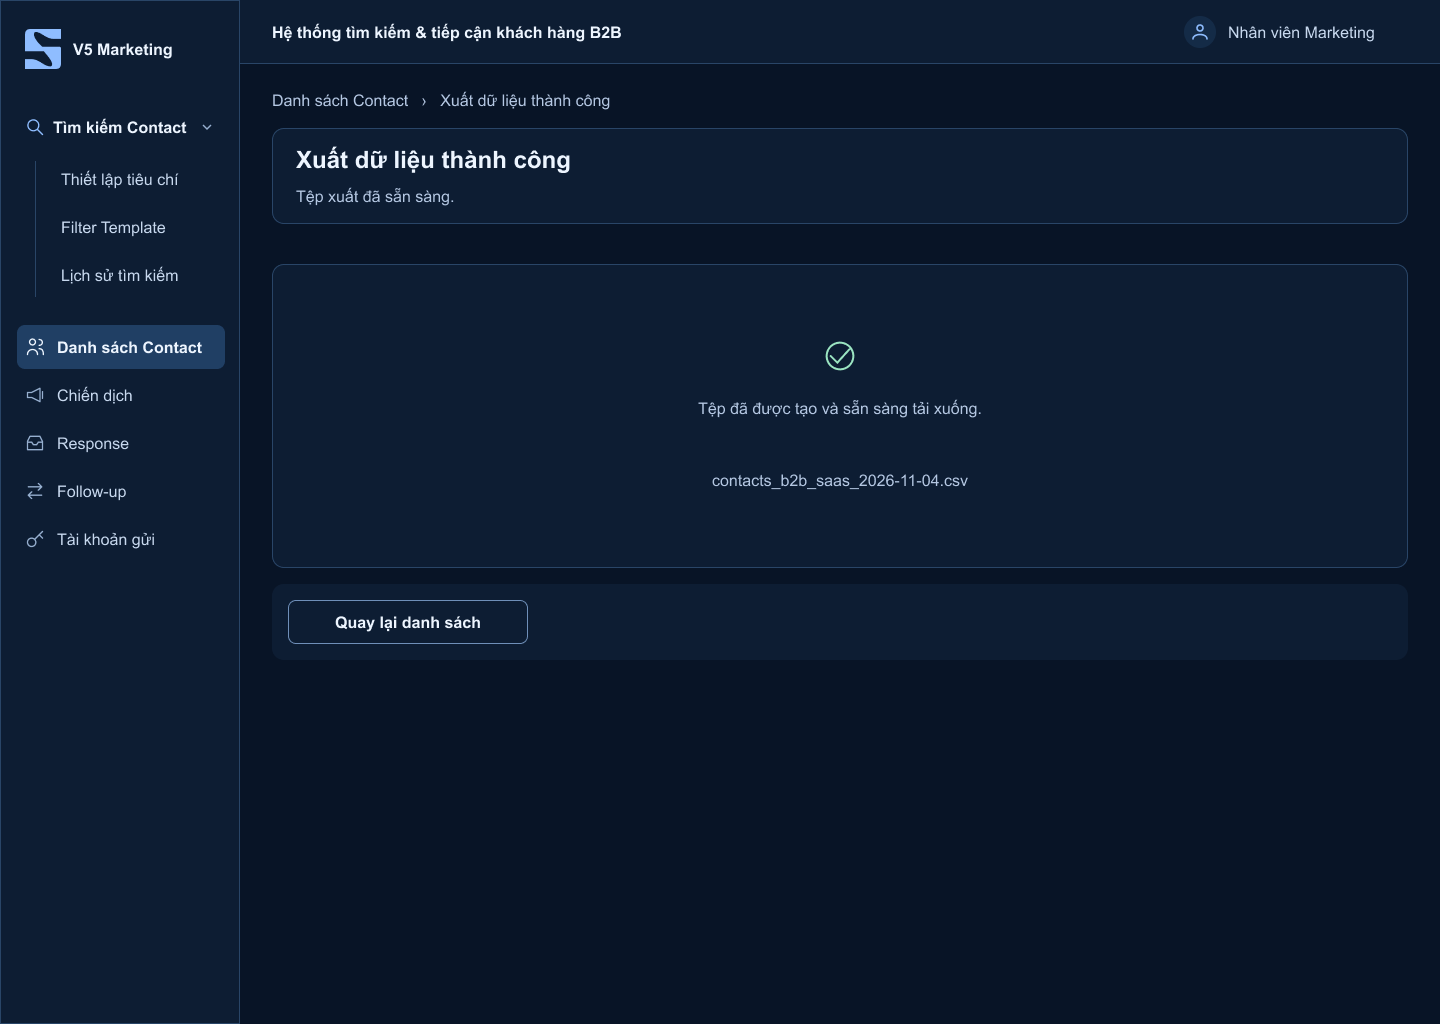 V5 Marketing
Tìm kiếm Contact
Thiết lập tiêu chí
Filter Template
Lịch sử tìm kiếm
Danh sách Contact
Chiến dịch
Response
Follow-up
Tài khoản gửi
Hệ thống tìm kiếm & tiếp cận khách hàng B2B
Nhân viên Marketing
Danh sách Contact › Xuất dữ liệu thành công
Xuất dữ liệu thành công
Tệp xuất đã sẵn sàng.
Tệp đã được tạo và sẵn sàng tải xuống.
contacts_b2b_saas_2026-11-04.csv
Quay lại danh sách